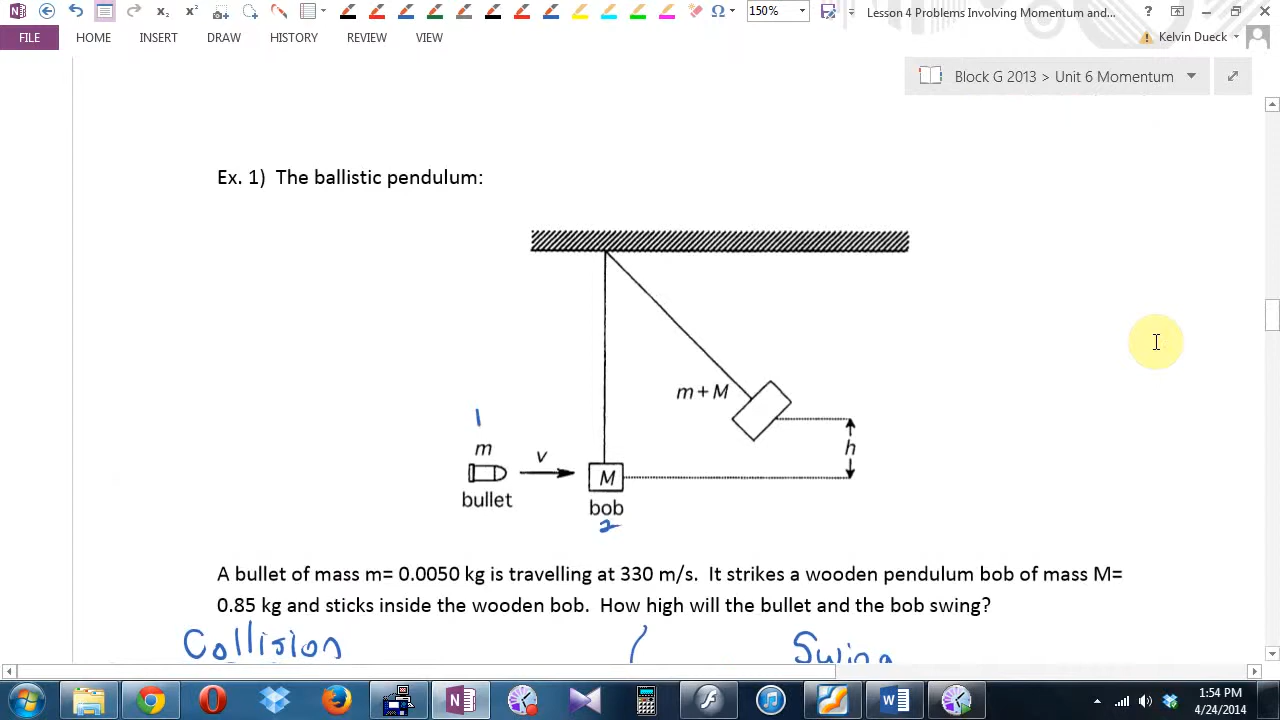 150%
Lesson 4 Problems Involving Momentum and...
FILE HOME INSERT DRAW HISTORY REVIEW VIEW
Kelvin Dueck
Block G 2013 > Unit 6 Momentum
Ex. 1) The ballistic pendulum:
m + M
1
m
v
h
M
bullet
bob
2
A bullet of mass m= 0.0050 kg is travelling at 330 m/s. It strikes a wooden pendulum bob of mass M=
0.85 kg and sticks inside the wooden bob. How high will the bullet and the bob swing?
Collision
Swing
1:54 PM
4/24/2014